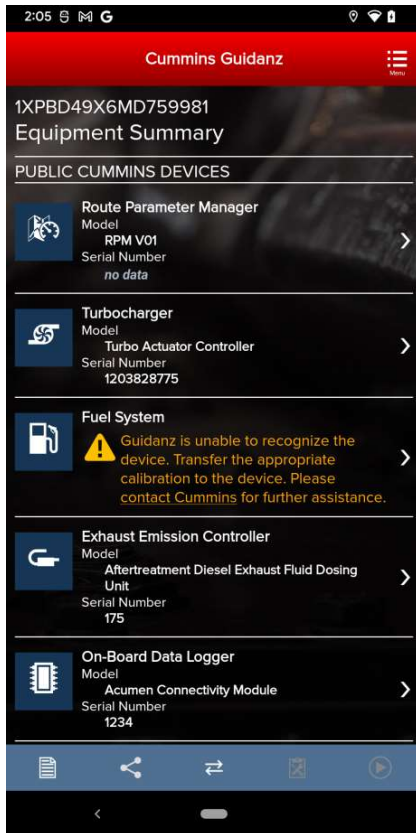 2:05 G
Cummins Guidanz
Menu
1XPBD49X6MD759981
Equipment Summary
PUBLIC CUMMINS DEVICES
Route Parameter Manager
Model
RPM V01
Serial Number
no data
Turbocharger
Model
Turbo Actuator Controller
Serial Number
1203828775
Fuel System
Guidanz is unable to recognize the
device. Transfer the appropriate
calibration to the device. Please
contact Cummins for further assistance.
Exhaust Emission Controller
Model
Aftertreatment Diesel Exhaust Fluid Dosing
Unit
Serial Number
175
On-Board Data Logger
Model
Acumen Connectivity Module
Serial Number
1234